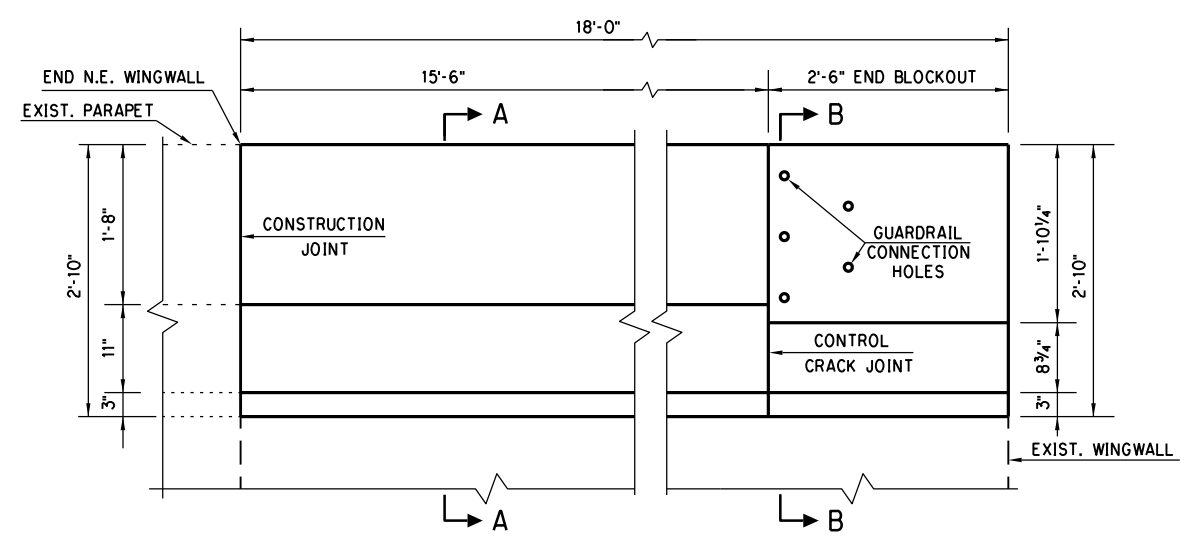 18'-0"
END N.E. WINGWALL
15'-6"
2'-6" END BLOCKOUT
EXIST. PARAPET
A
B
CONSTRUCTION
JOINT
GUARDRAIL
CONNECTION
HOLES
1'-8"
2'-10"
11"
3"
1'-10¼"
2'-10"
8¾"
3"
CONTROL
CRACK JOINT
EXIST. WINGWALL
A
B